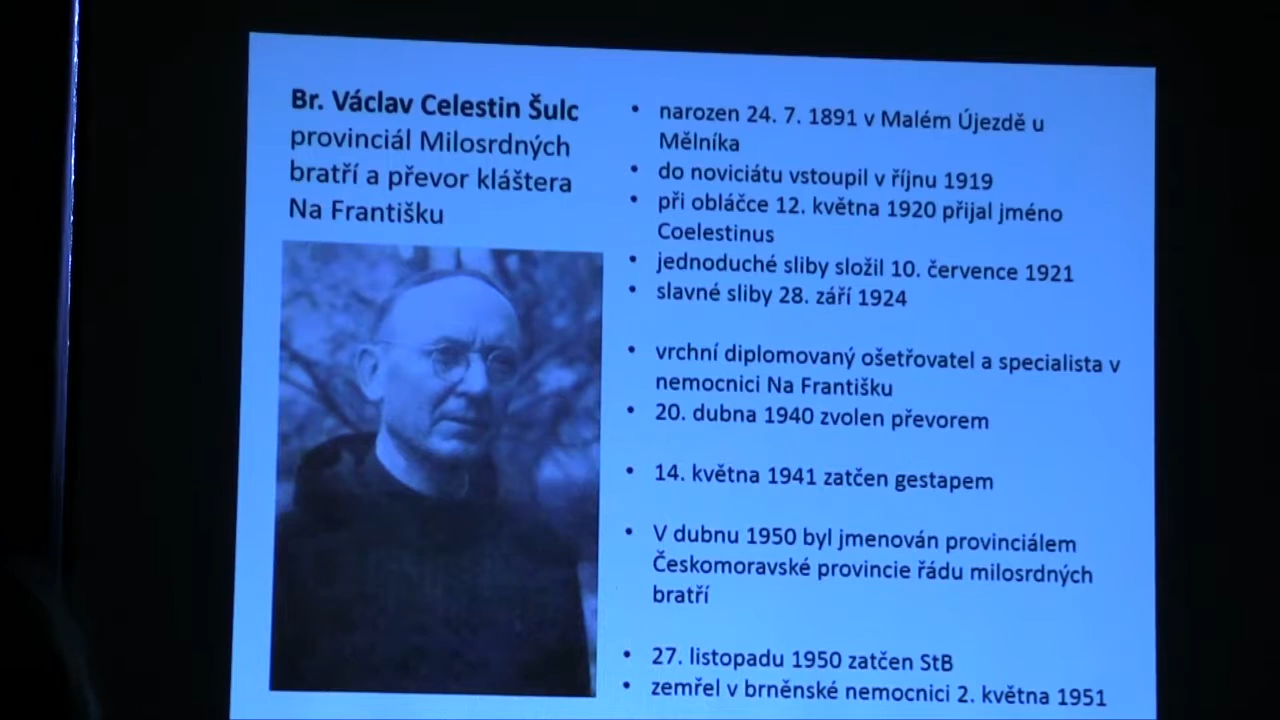 Br. Václav Celestin Šulc
provinciál Milosrdných
bratří a převor kláštera
Na Františku
• narozen 24. 7. 1891 v Malém Újezdě u
Mělníka
• do noviciátu vstoupil v říjnu 1919
• při obláčce 12. května 1920 přijal jméno
Coelestinus
• jednoduché sliby složil 10. července 1921
• slavné sliby 28. září 1924
• vrchní diplomovaný ošetřovatel a specialista v
nemocnici Na Františku
• 20. dubna 1940 zvolen převorem
• 14. května 1941 zatčen gestapem
• V dubnu 1950 byl jmenován provinciálem
Českomoravské provincie řádu milosrdných
bratří
• 27. listopadu 1950 zatčen StB
• zemřel v brněnské nemocnici 2. května 1951